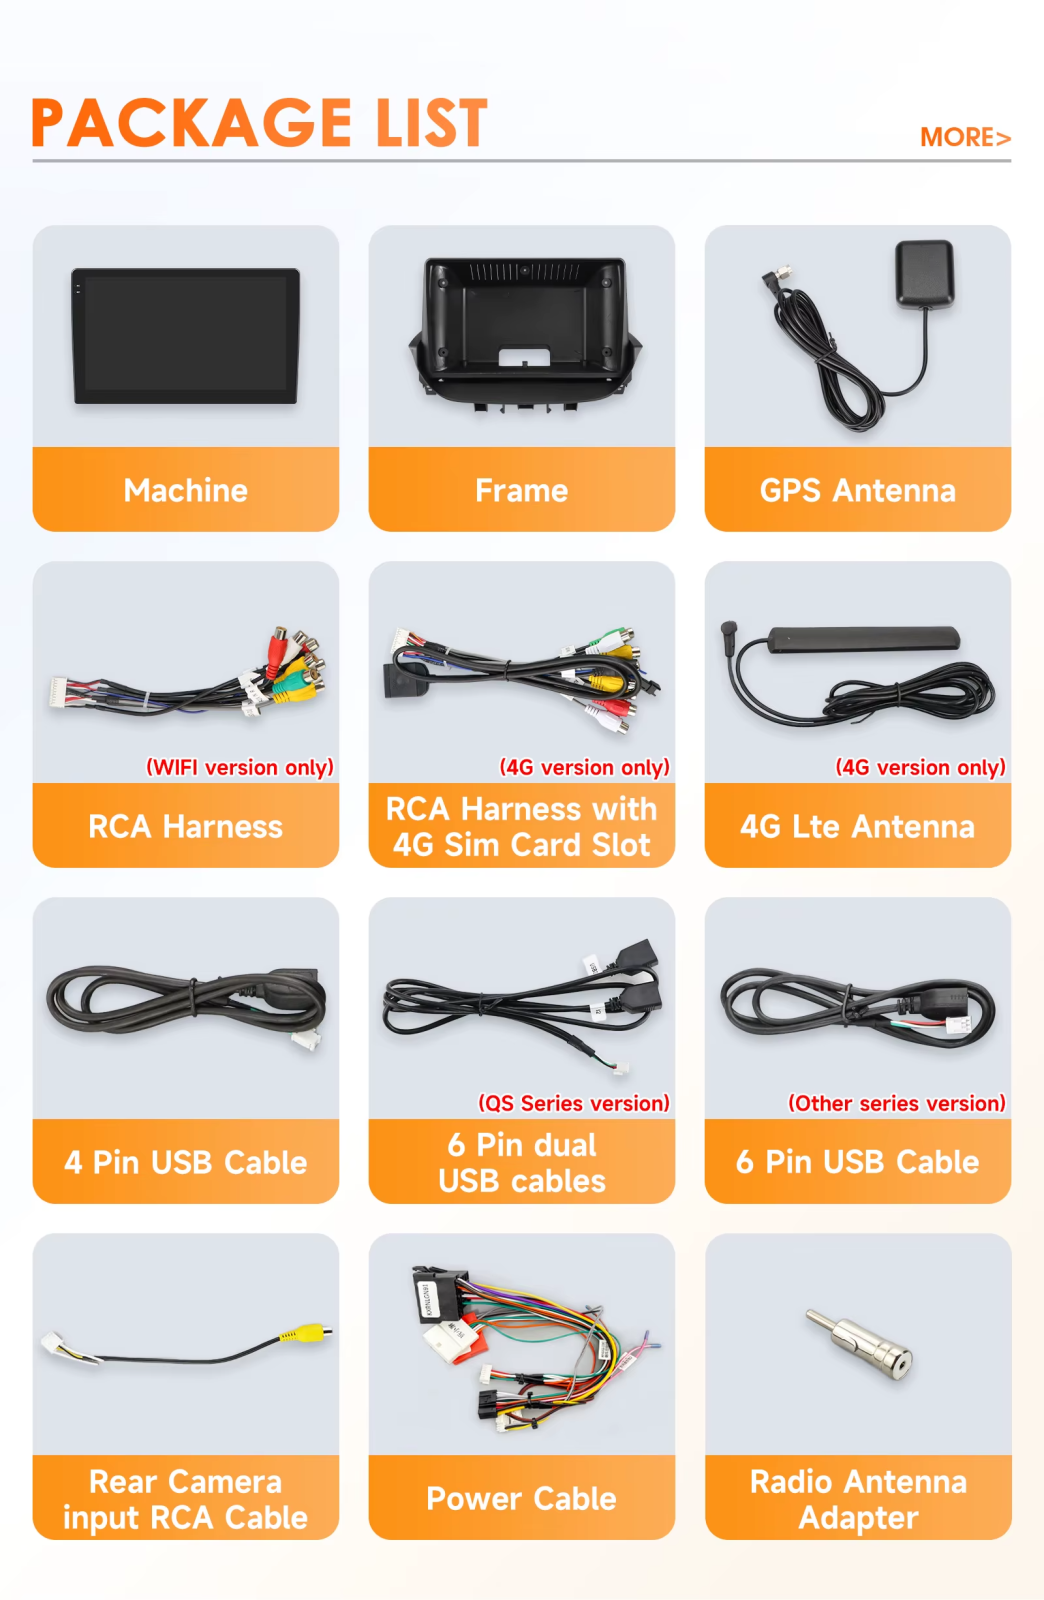 PACKAGE LIST
MORE>
Machine
Frame
GPS Antenna
(WIFI version only)
RCA Harness
(4G version only)
RCA Harness with
4G Sim Card Slot
(4G version only)
4G Lte Antenna
4 Pin USB Cable
(QS Series version)
6 Pin dual
USB cables
(Other series version)
6 Pin USB Cable
Rear Camera
input RCA Cable
Power Cable
Radio Antenna
Adapter